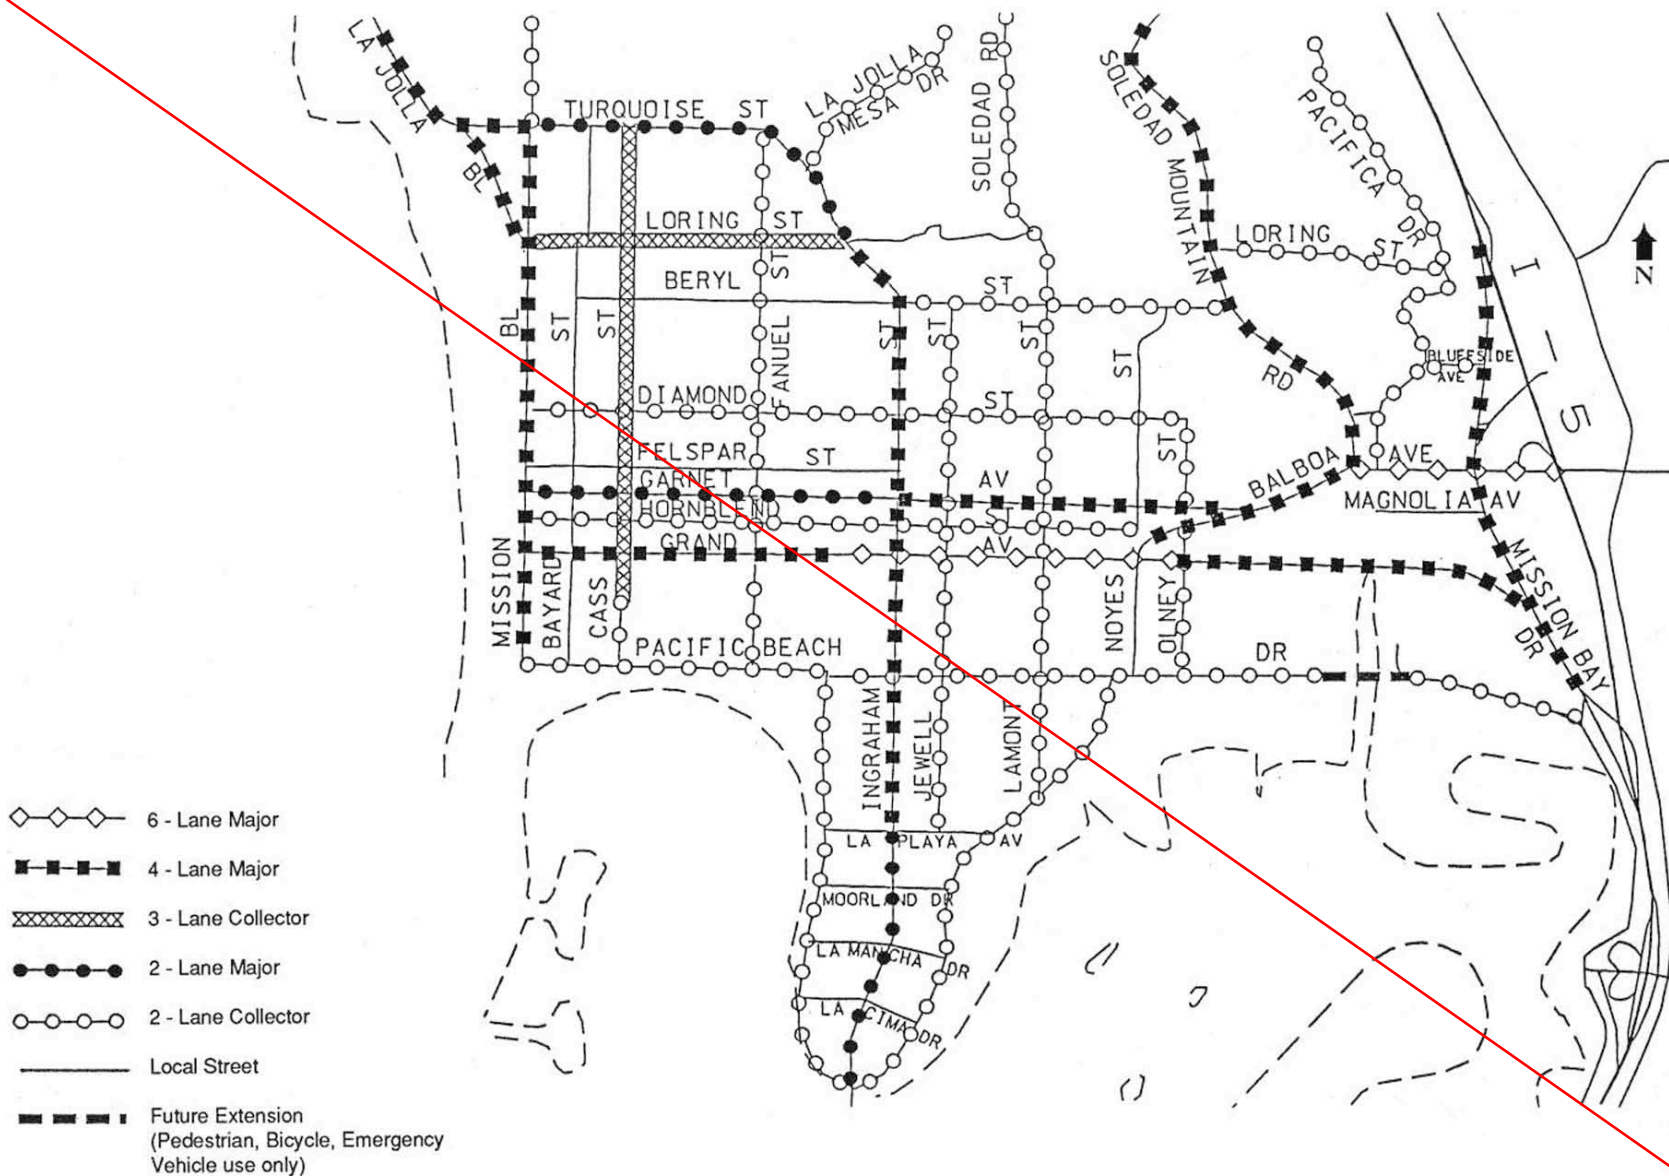 LA JOLLA BL
TURQUOISE ST
LA JOLLA
MESA DR
SOLEDAD RD
SOLEDAD MOUNTAIN RD
PACIFICA DR
LORING ST
LORING ST
BERYL ST
I-5
N
BL
ST
ST
ST
FANUEL
ST
ST
ST
ST
BLUFFSIDE
AVE
DIAMOND ST
FELSPAR ST
ST
BALBOA AVE
GARNET AV
MAGNOLIA AV
HORNBLEND ST
GRAND AV
MISSION
BAYARD
CASS
NOYES
OLNEY
MISSION BAY DR
PACIFIC BEACH DR
INGRAHAM
JEWELL
LAMONT
LA PLAYA AV
MOORLAND DR
LA MANCHA DR
LA CIMA DR
6 - Lane Major
4 - Lane Major
3 - Lane Collector
2 - Lane Major
2 - Lane Collector
Local Street
Future Extension
(Pedestrian, Bicycle, Emergency
Vehicle use only)